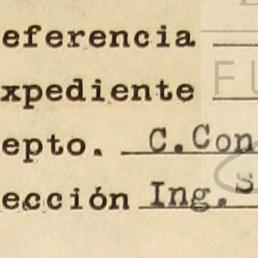 eferencia
xpediente
epto. C.Con
ección Ing.S